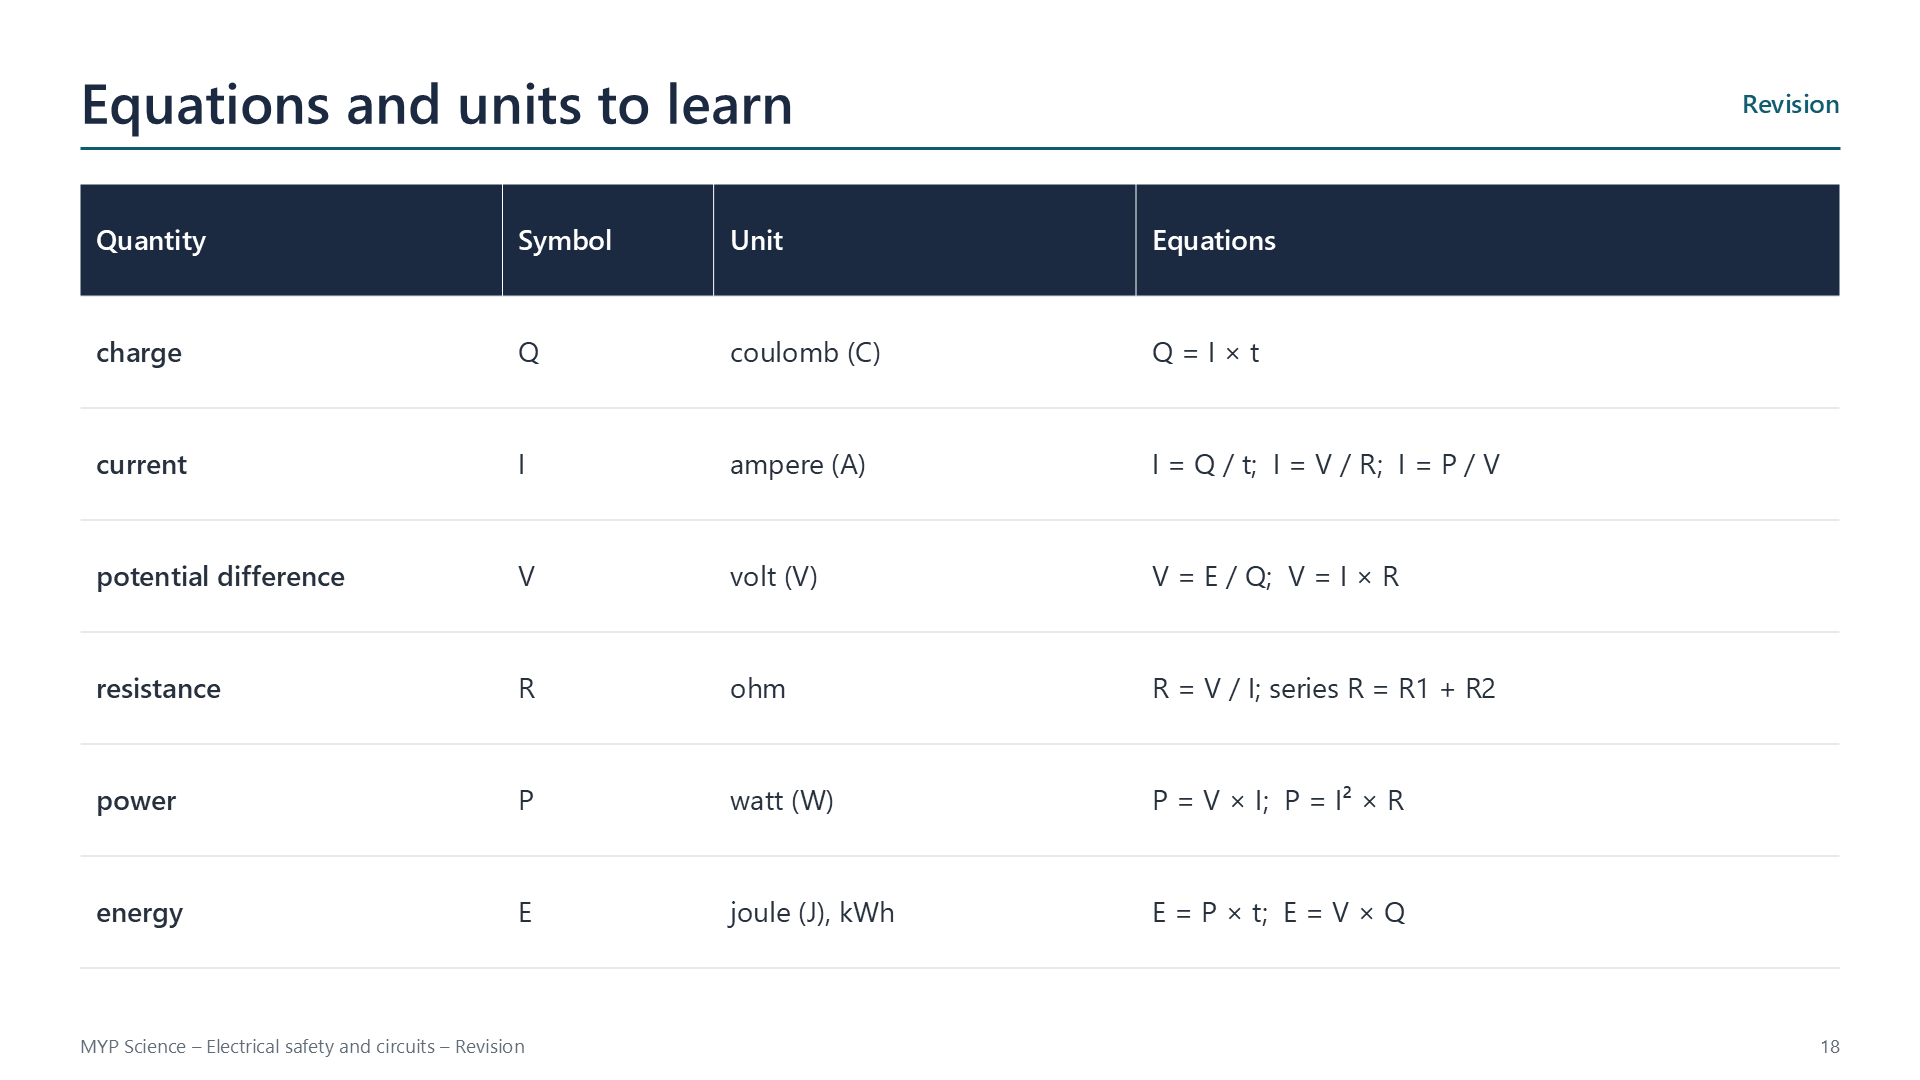 Equations and units to learn
Revision
Quantity Symbol Unit Equations
charge Q coulomb (C) Q = I × t
current I ampere (A) I = Q / t;  I = V / R;  I = P / V
potential difference V volt (V) V = E / Q;  V = I × R
resistance R ohm R = V / I; series R = R1 + R2
power P watt (W) P = V × I;  P = I² × R
energy E joule (J), kWh E = P × t;  E = V × Q
MYP Science – Electrical safety and circuits – Revision
18